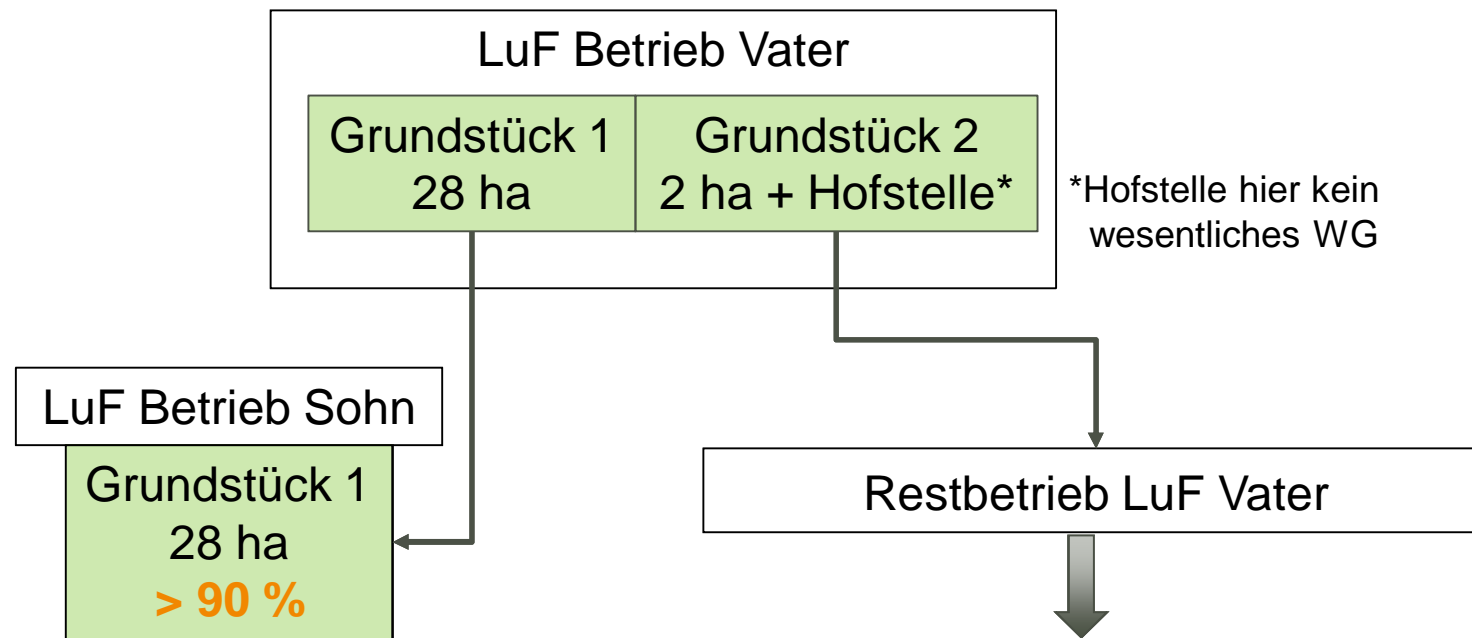 LuF Betrieb Vater
Grundstück 1
28 ha
Grundstück 2
2 ha + Hofstelle*
*Hofstelle hier kein
wesentliches WG
LuF Betrieb Sohn
Grundstück 1
28 ha
> 90 %
Restbetrieb LuF Vater